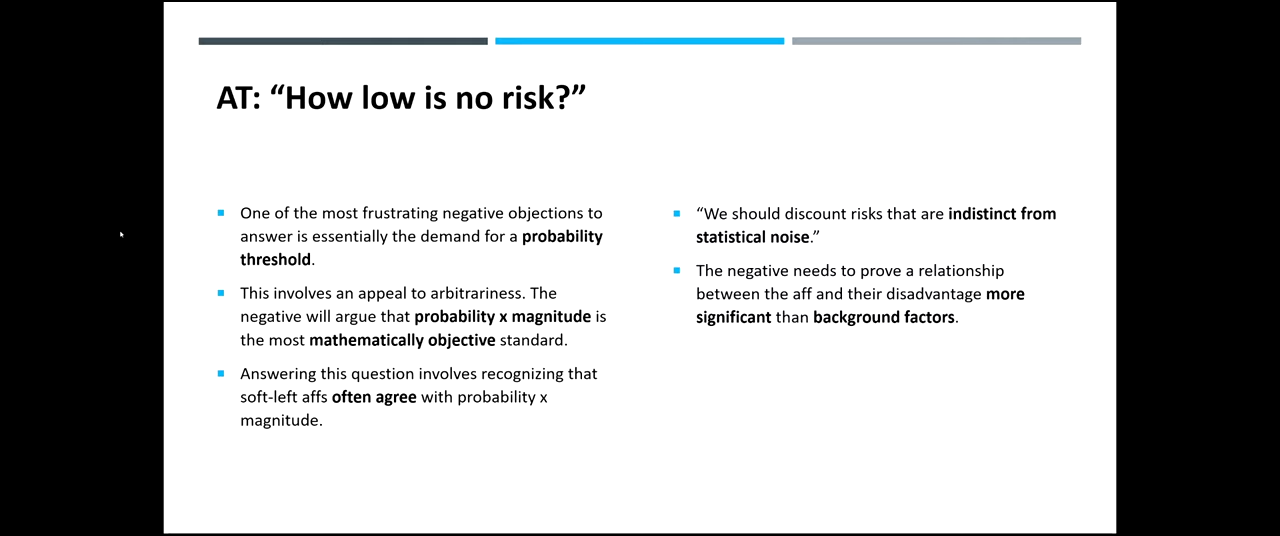 AT: “How low is no risk?”
One of the most frustrating negative objections to
answer is essentially the demand for a probability
threshold.
This involves an appeal to arbitrariness. The
negative will argue that probability x magnitude is
the most mathematically objective standard.
Answering this question involves recognizing that
soft-left affs often agree with probability x
magnitude.
“We should discount risks that are indistinct from
statistical noise.”
The negative needs to prove a relationship
between the aff and their disadvantage more
significant than background factors.